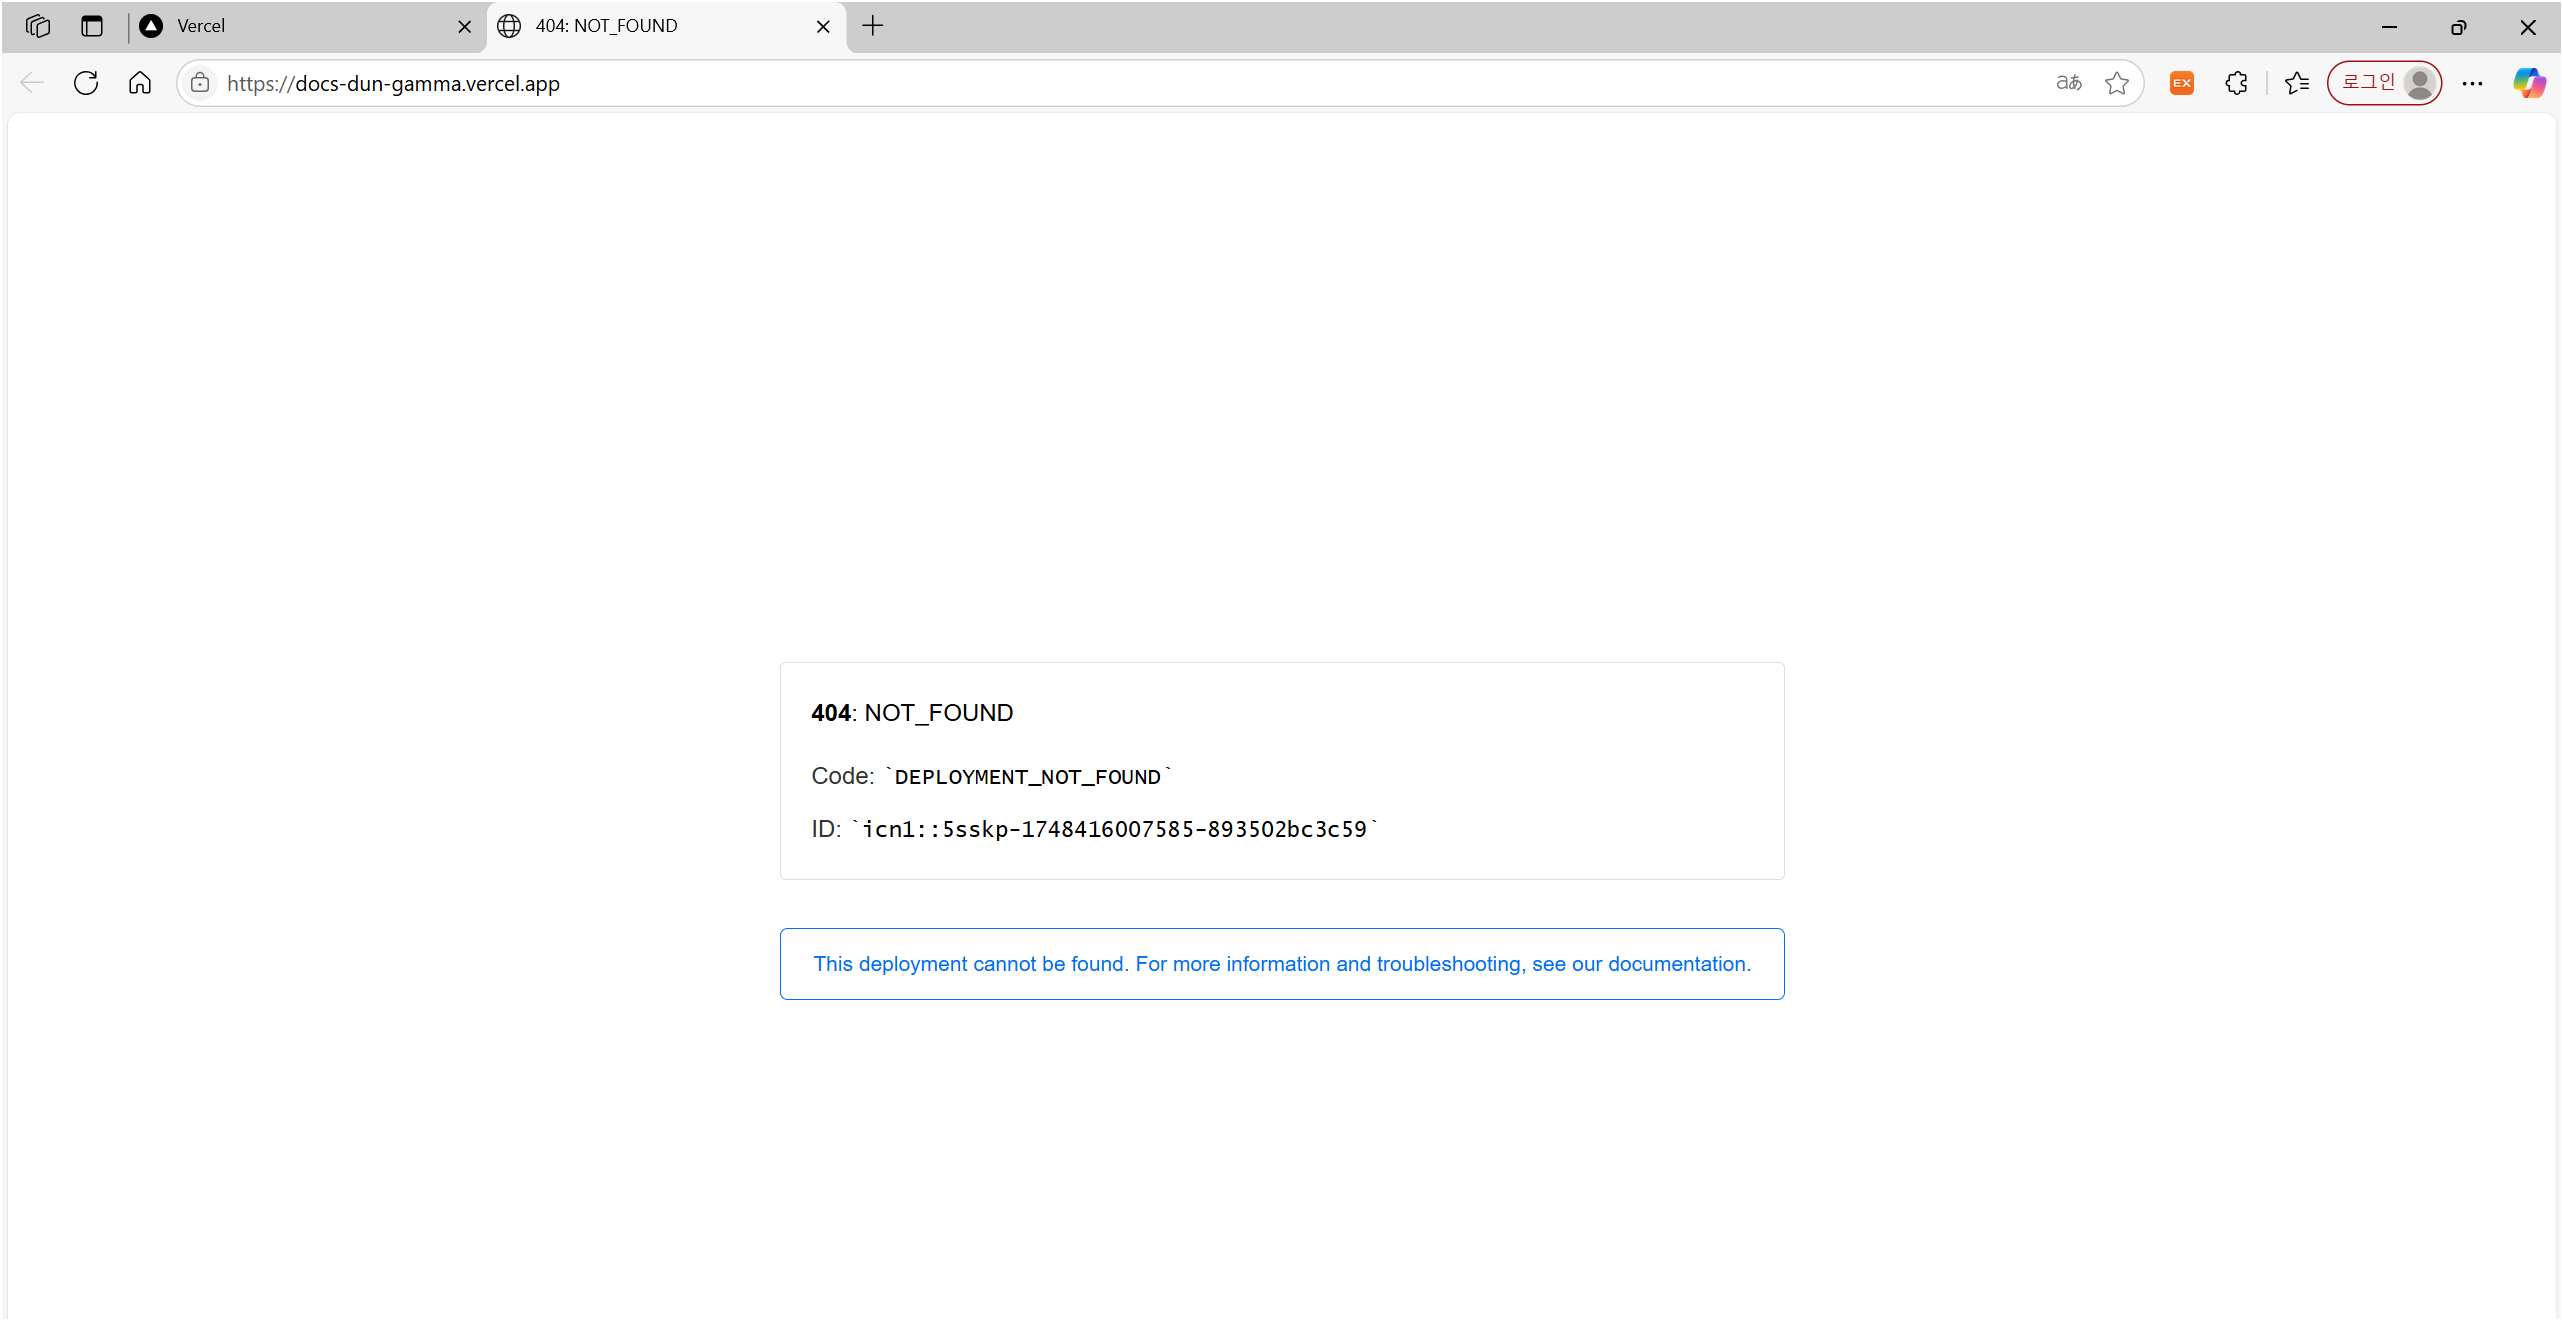 Vercel
404: NOT_FOUND
https://docs-dun-gamma.vercel.app
aあ
EX
로그인
404: NOT_FOUND
Code: `DEPLOYMENT_NOT_FOUND`
ID: `icn1::5sskp-1748416007585-893502bc3c59`
This deployment cannot be found. For more information and troubleshooting, see our documentation.